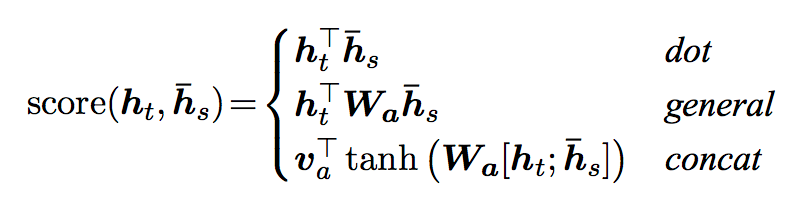 h_t^⊤ h̄_s dot
score(h_t, h̄_s) = { h_t^⊤ W_a h̄_s general
v_a^⊤ tanh (W_a[h_t; h̄_s]) concat